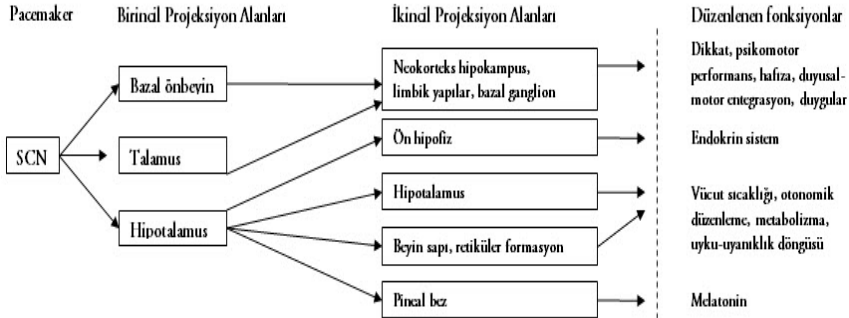 Pacemaker Birincil Projeksiyon Alanları İkincil Projeksiyon Alanları Düzenlenen fonksiyonlar
SCN
Bazal önbeyin
Talamus
Hipotalamus
Neokorteks hipokampus,
limbik yapılar, bazal ganglion
Ön hipofiz
Hipotalamus
Beyin sapı, retiküler formasyon
Pineal bez
Dikkat, psikomotor
performans, hafıza, duyusal-
motor entegrasyon, duygular
Endokrin sistem
Vücut sıcaklığı, otonomik
düzenleme, metabolizma,
uyku-uyanıklık döngüsü
Melatonin